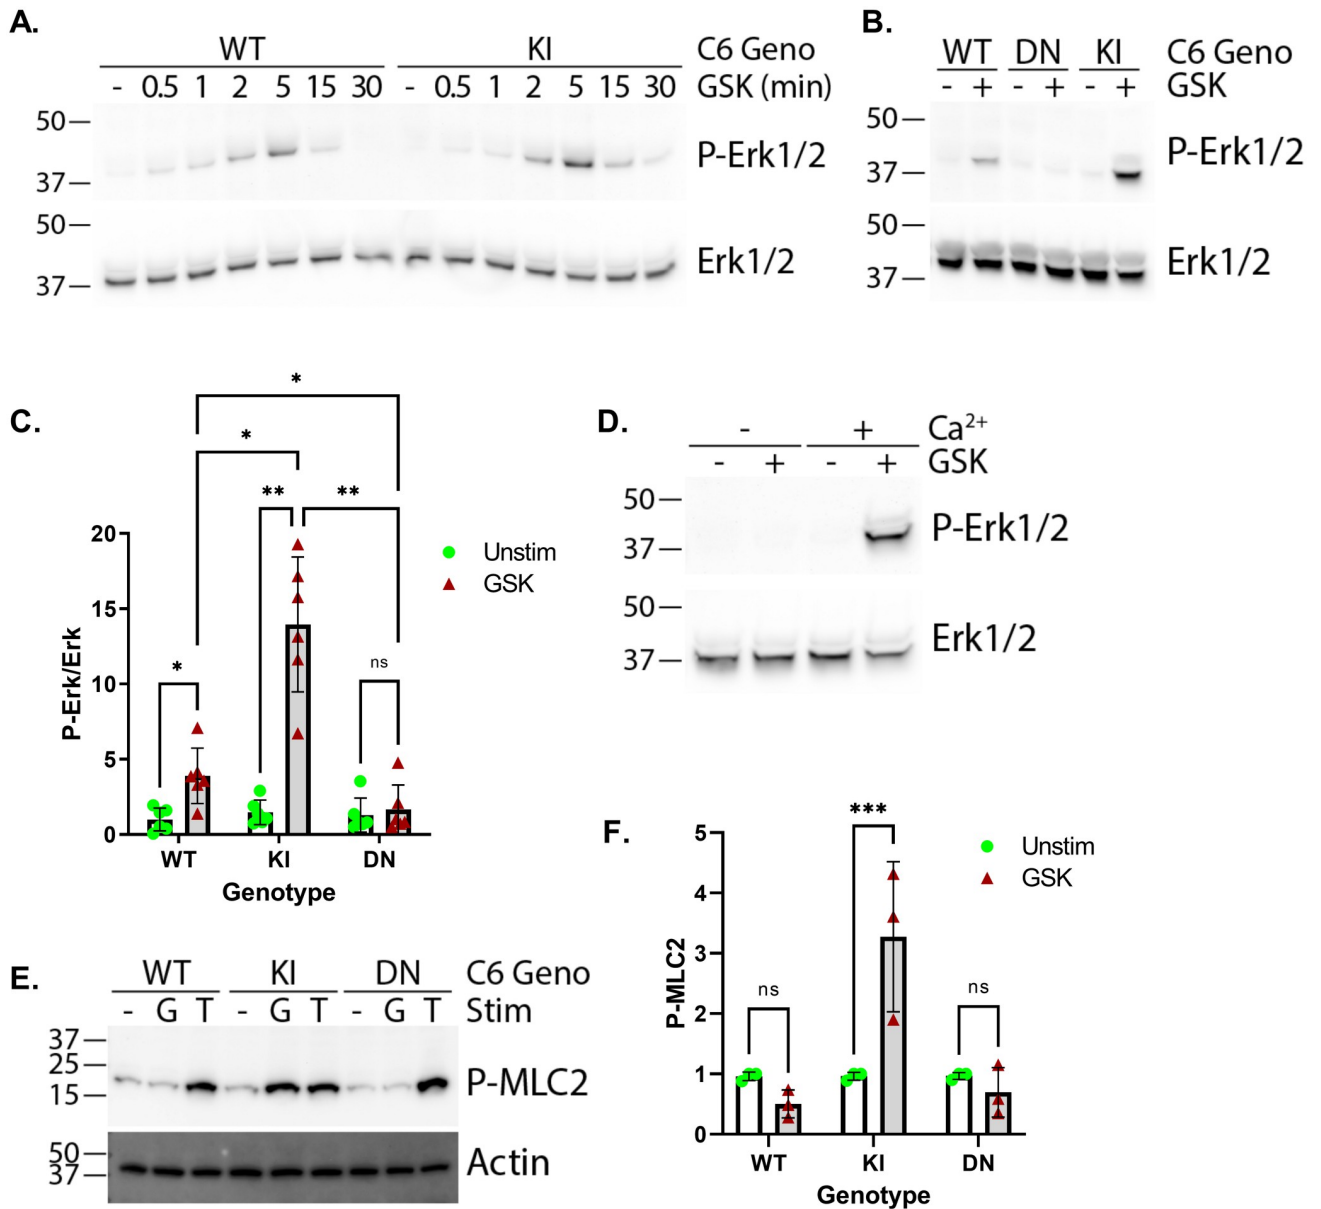 A.
WT KI C6 Geno
- 0.5 1 2 5 15 30 - 0.5 1 2 5 15 30 GSK (min)
50
P-Erk1/2
37
50
Erk1/2
37
B.
WT DN KI C6 Geno
- + - + - + GSK
50
P-Erk1/2
37
50
Erk1/2
37
C.
*
*
** **
* ns
Unstim
GSK
20
15
10
5
0
P-Erk/Erk
WT KI DN
Genotype
D.
- + Ca²⁺
- + - + GSK
50
P-Erk1/2
37
50
Erk1/2
37
E.
WT KI DN C6 Geno
- G T - G T - G T Stim
37
25
P-MLC2
15
50
Actin
37
F.
***
ns ns
Unstim
GSK
5
4
3
2
1
0
P-MLC2
WT KI DN
Genotype